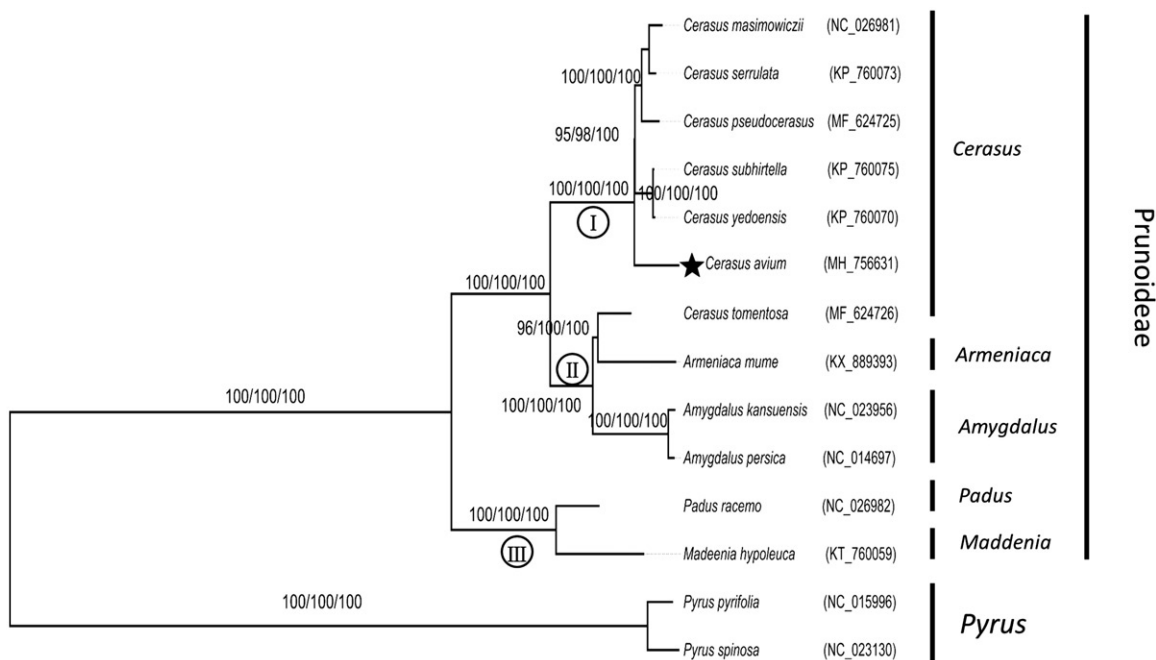 Cerasus masimowiczii (NC_026981)
100/100/100
Cerasus serrulata (KP_760073)
Cerasus pseudocerasus (MF_624725)
95/98/100
Cerasus
Cerasus subhirtella (KP_760075)
100/100/100
100/100/100
I
Cerasus yedoensis (KP_760070)
Cerasus avium (MH_756631)
100/100/100
Cerasus tomentosa (MF_624726)
96/100/100
Armeniaca mume (KX_889393)
Armeniaca
II
100/100/100
Amygdalus kansuensis (NC_023956)
100/100/100
Amygdalus
Amygdalus persica (NC_014697)
100/100/100
Padus racemo (NC_026982)
Padus
100/100/100
III
Madeenia hypoleuca (KT_760059)
Maddenia
Prunoideae
Pyrus pyrifolia (NC_015996)
100/100/100
Pyrus
Pyrus spinosa (NC_023130)